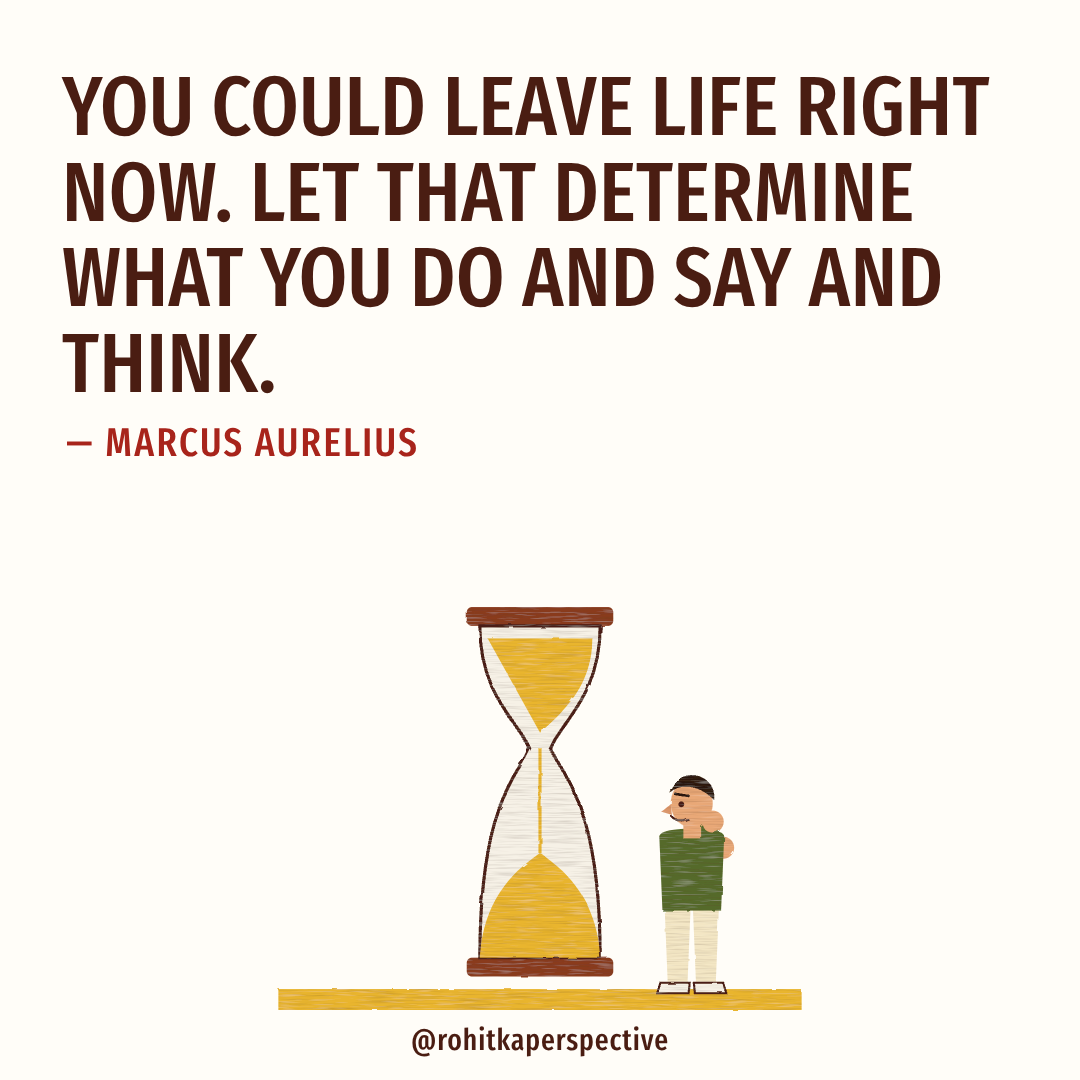 YOU COULD LEAVE LIFE RIGHT
NOW. LET THAT DETERMINE
WHAT YOU DO AND SAY AND
THINK.
— MARCUS AURELIUS
@rohitkaperspective